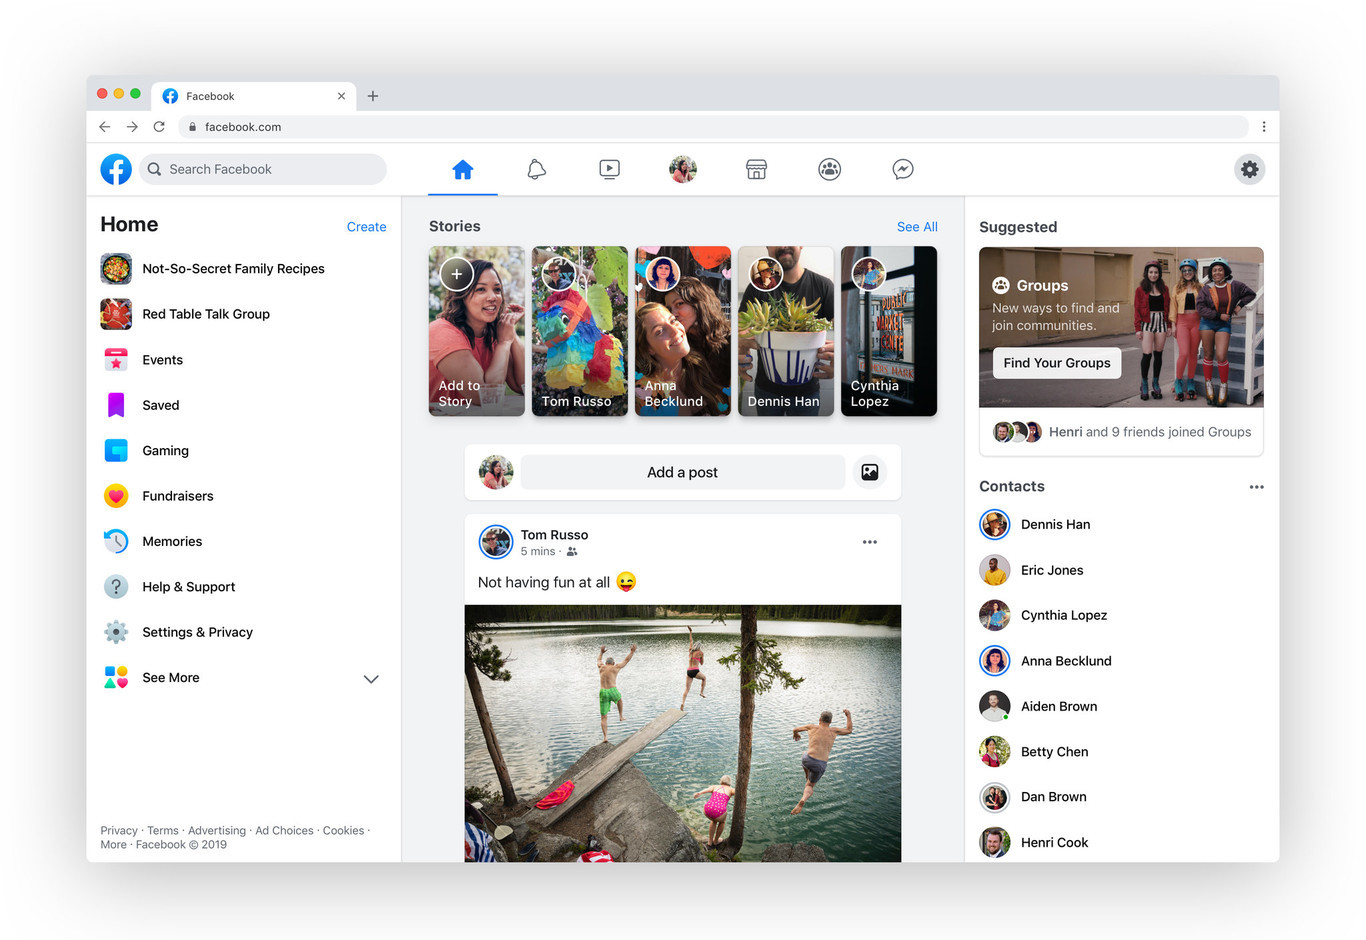 Facebook
facebook.com
Search Facebook
Home
Create
Not-So-Secret Family Recipes
Red Table Talk Group
Events
Saved
Gaming
Fundraisers
Memories
Help & Support
Settings & Privacy
See More
Privacy · Terms · Advertising · Ad Choices · Cookies ·
More · Facebook © 2019
Stories
See All
Add to
Story
Tom Russo
Anna
Becklund
Dennis Han
PUBLIC
MARKET
CENTER
Cynthia
Lopez
Add a post
Tom Russo
5 mins ·
Not having fun at all 😜
Suggested
Groups
New ways to find and
join communities.
Find Your Groups
Henri and 9 friends joined Groups
Contacts
Dennis Han
Eric Jones
Cynthia Lopez
Anna Becklund
Aiden Brown
Betty Chen
Dan Brown
Henri Cook